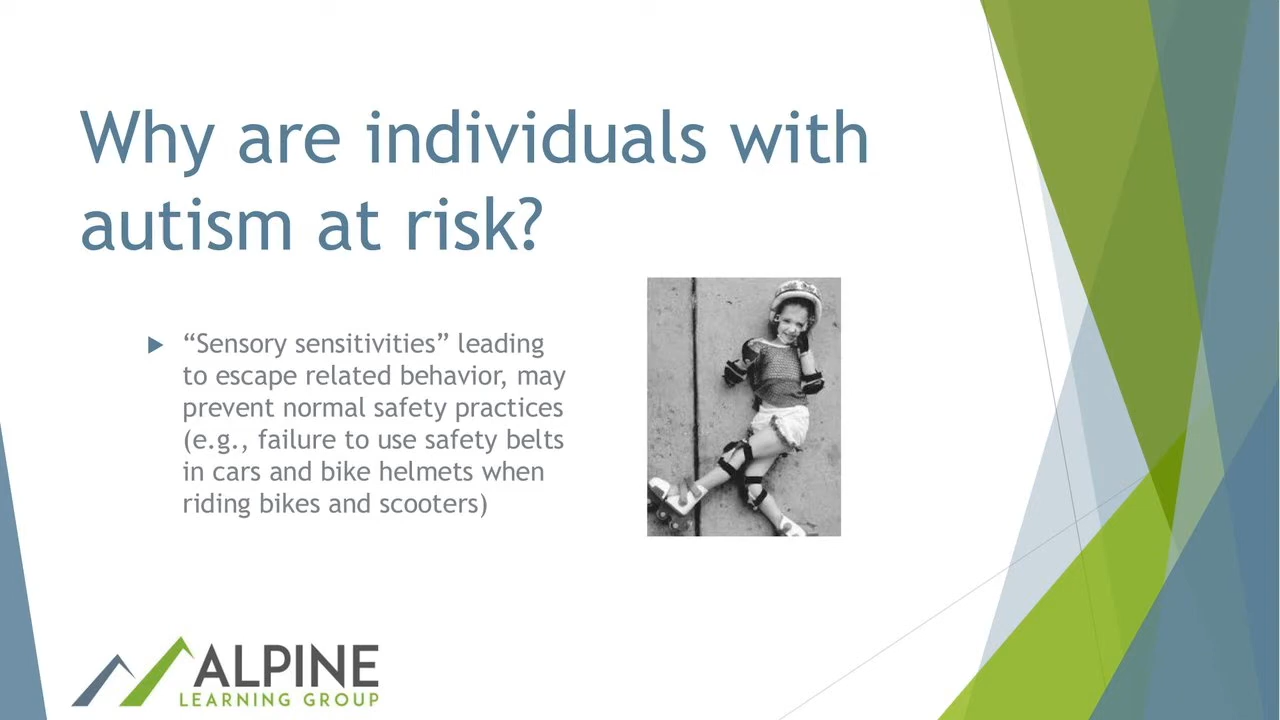 Why are individuals with
autism at risk?
“Sensory sensitivities” leading
to escape related behavior, may
prevent normal safety practices
(e.g., failure to use safety belts
in cars and bike helmets when
riding bikes and scooters)
ALPINE
LEARNING GROUP